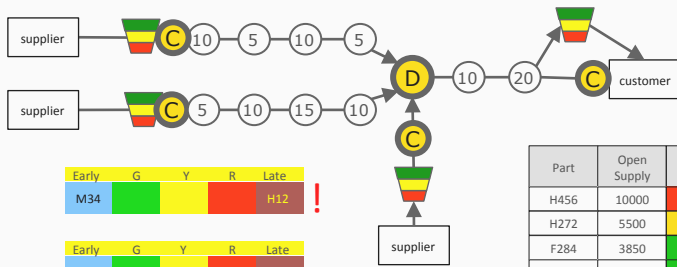 supplier C 10 5 10 5
supplier C 5 10 15 10
D 10 20 C customer
C
supplier
Early G Y R Late
M34 H12 !
Early G Y R Late
Part Open Supply
H456 10000
H272 5500
F284 3850